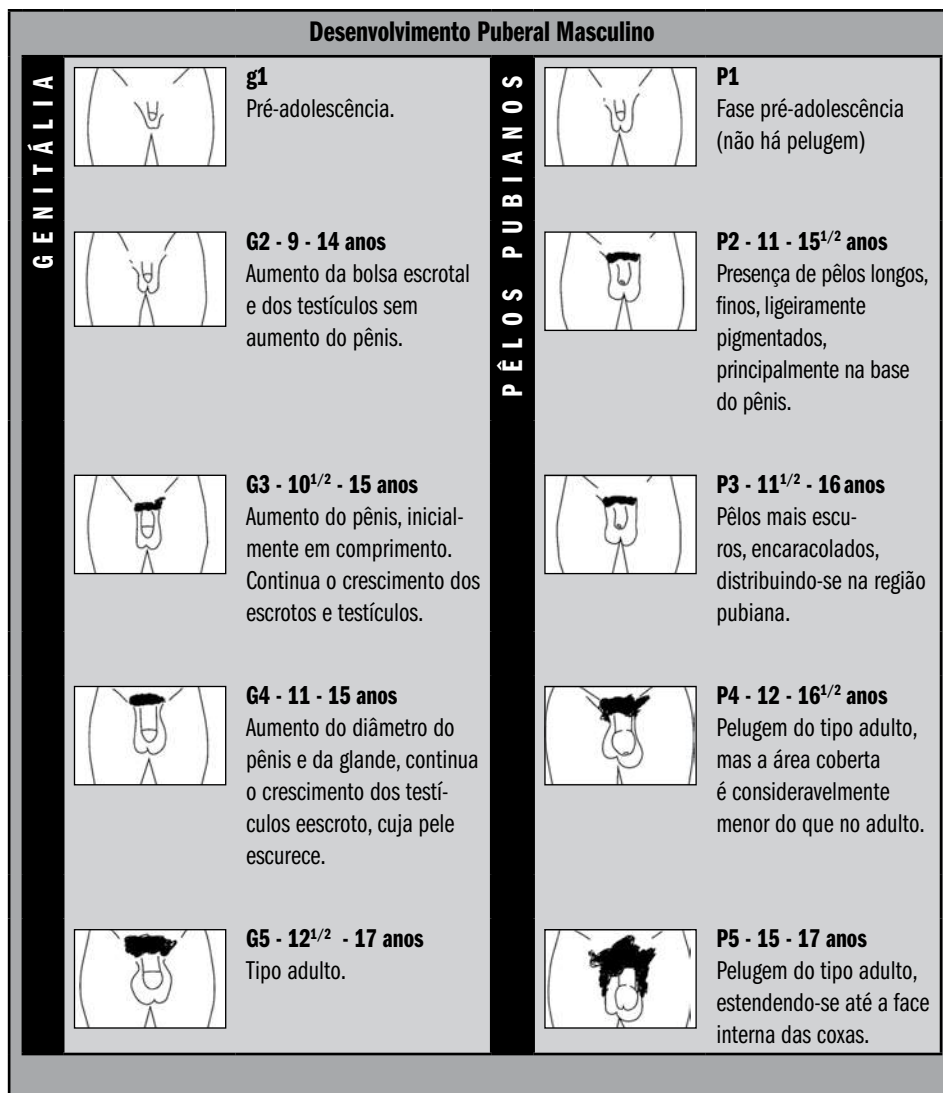 Desenvolvimento Puberal Masculino
GENITÁLIA
g1
Pré-adolescência.
G2 - 9 - 14 anos
Aumento da bolsa escrotal
e dos testículos sem
aumento do pênis.
G3 - 10 1/2 - 15 anos
Aumento do pênis, inicial-
mente em comprimento.
Continua o crescimento dos
escrotos e testículos.
G4 - 11 - 15 anos
Aumento do diâmetro do
pênis e da glande, continua
o crescimento dos testí-
culos eescroto, cuja pele
escurece.
G5 - 12 1/2 - 17 anos
Tipo adulto.
PÊLOS PUBIANOS
P1
Fase pré-adolescência
(não há pelugem)
P2 - 11 - 15 1/2 anos
Presença de pêlos longos,
finos, ligeiramente
pigmentados,
principalmente na base
do pênis.
P3 - 11 1/2 - 16 anos
Pêlos mais escu-
ros, encaracolados,
distribuindo-se na região
pubiana.
P4 - 12 - 16 1/2 anos
Pelugem do tipo adulto,
mas a área coberta
é consideravelmente
menor do que no adulto.
P5 - 15 - 17 anos
Pelugem do tipo adulto,
estendendo-se até a face
interna das coxas.